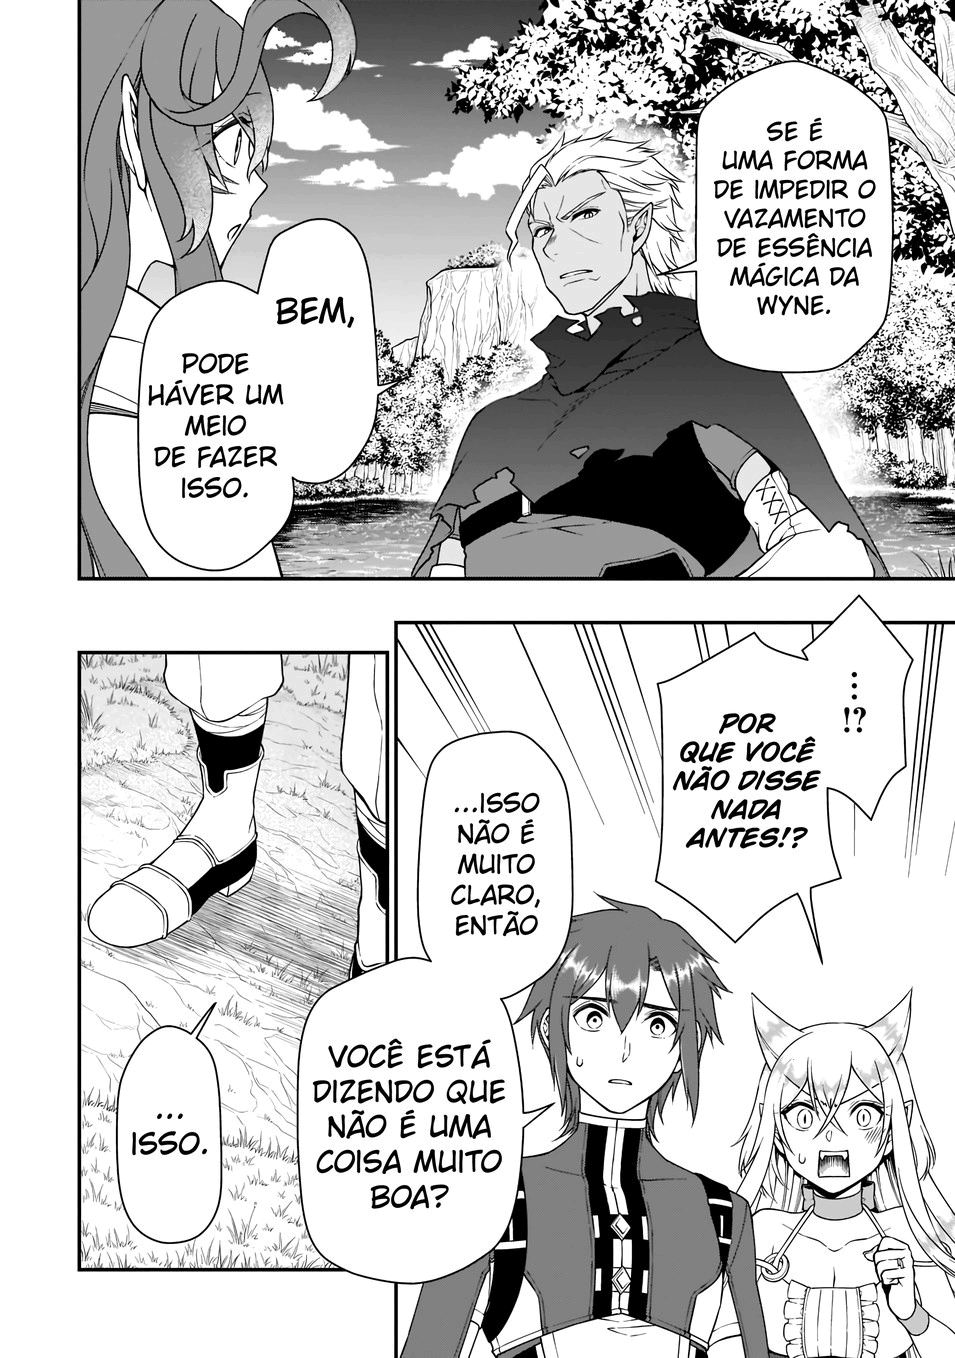 SE É
UMA FORMA
DE IMPEDIR O
VAZAMENTO
DE ESSÊNCIA
MÁGICA DA
WYNE.
BEM,
PODE
HÁVER UM
MEIO
DE FAZER
ISSO.
...!?
POR
QUE VOCÊ
NÃO DISSE
NADA
ANTES!?
...ISSO
NÃO É
MUITO
CLARO,
ENTÃO
VOCÊ ESTÁ
DIZENDO QUE
NÃO É UMA
COISA MUITO
BOA?
...
ISSO.